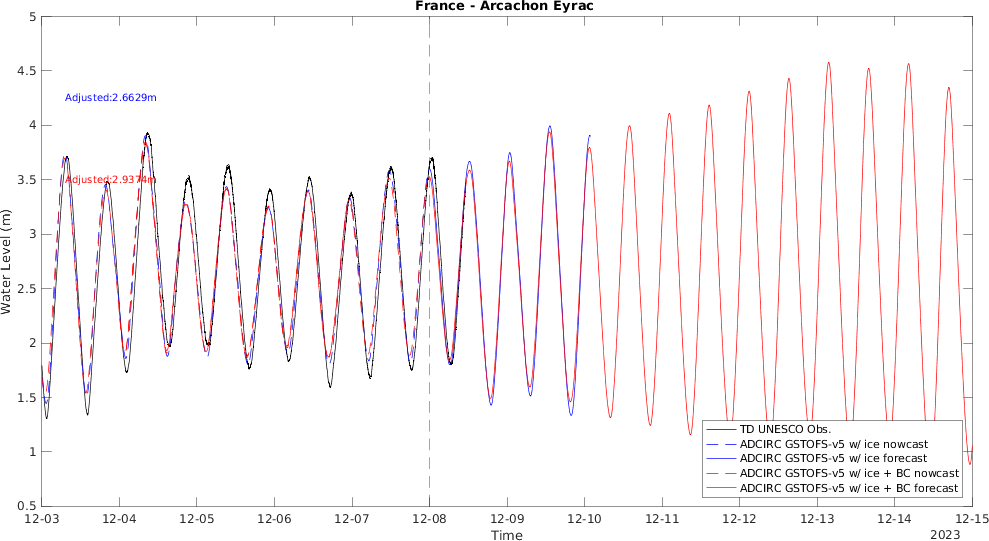 France - Arcachon Eyrac
5
4.5
4
3.5
3
2.5
2
1.5
1
0.5
Water Level (m)
Adjusted:2.6629m
Adjusted:2.9374m
TD UNESCO Obs.
ADCIRC GSTOFS-v5 w/ ice nowcast
ADCIRC GSTOFS-v5 w/ ice forecast
ADCIRC GSTOFS-v5 w/ ice + BC nowcast
ADCIRC GSTOFS-v5 w/ ice + BC forecast
12-03 12-04 12-05 12-06 12-07 12-08 12-09 12-10 12-11 12-12 12-13 12-14 12-15
Time
2023